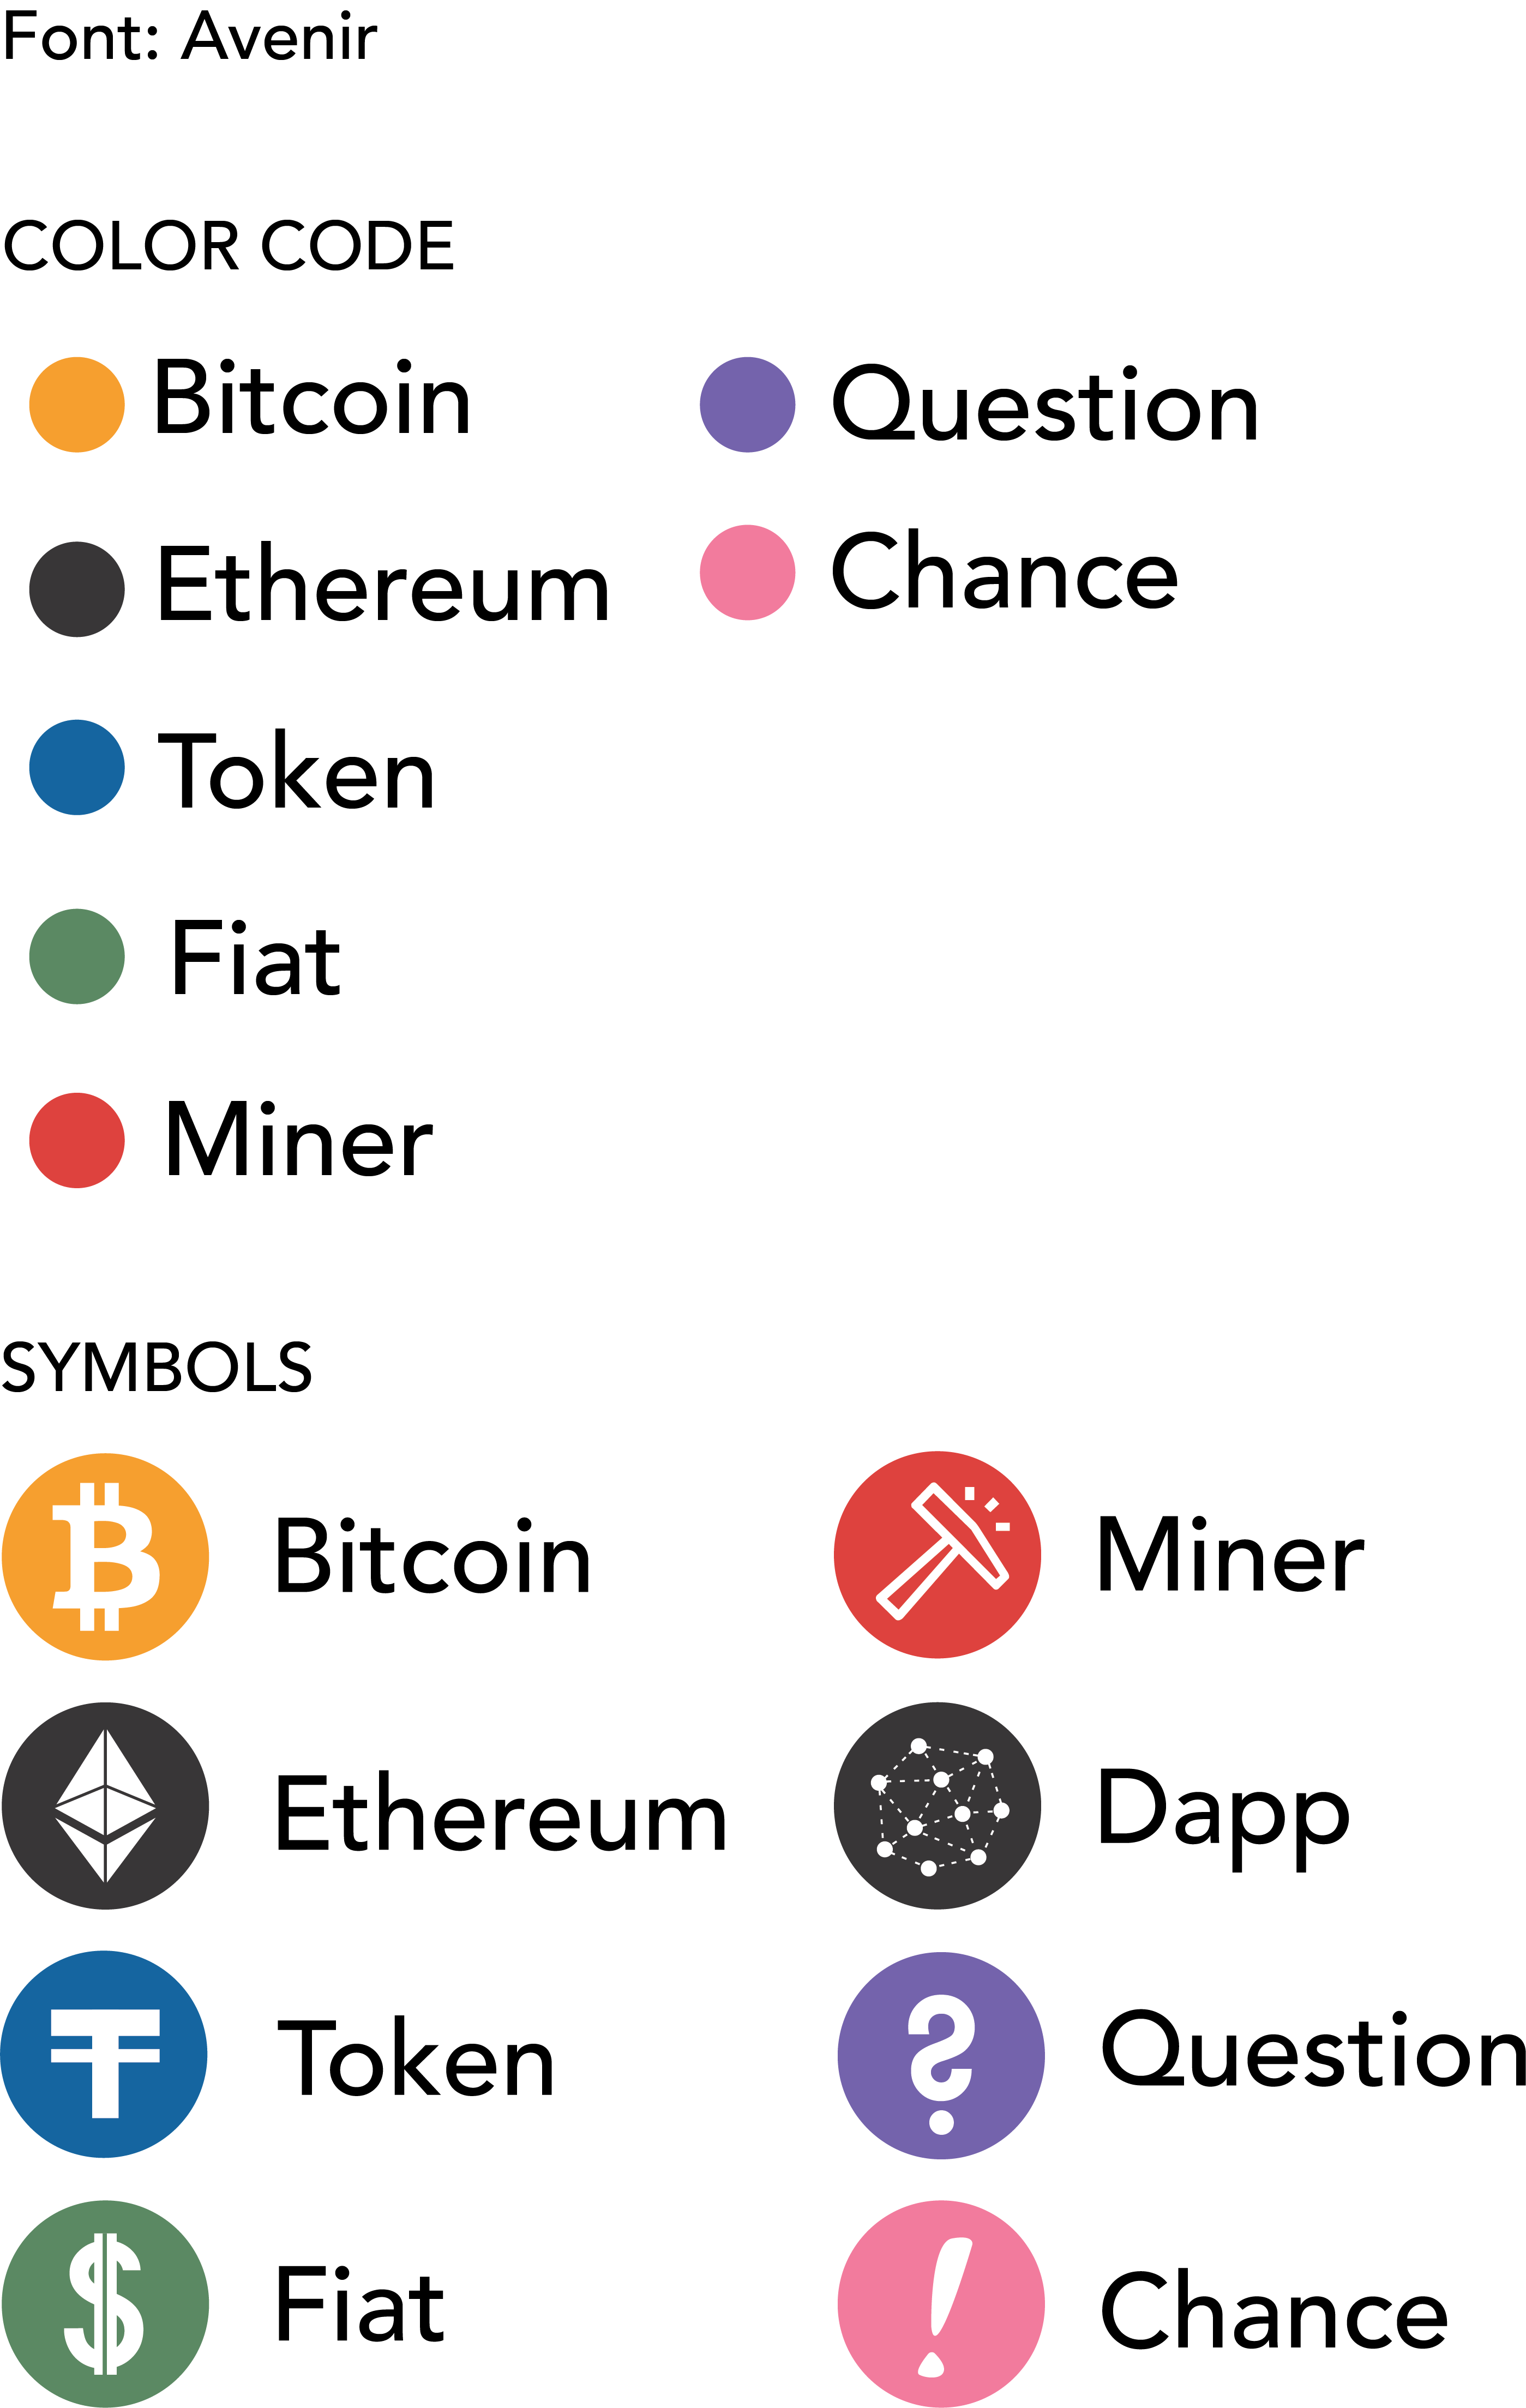 Font: Avenir
COLOR CODE
Bitcoin
Question
Ethereum
Chance
Token
Fiat
Miner
SYMBOLS
Bitcoin
Miner
Ethereum
Dapp
Token
?
Question
$
Fiat
!
Chance